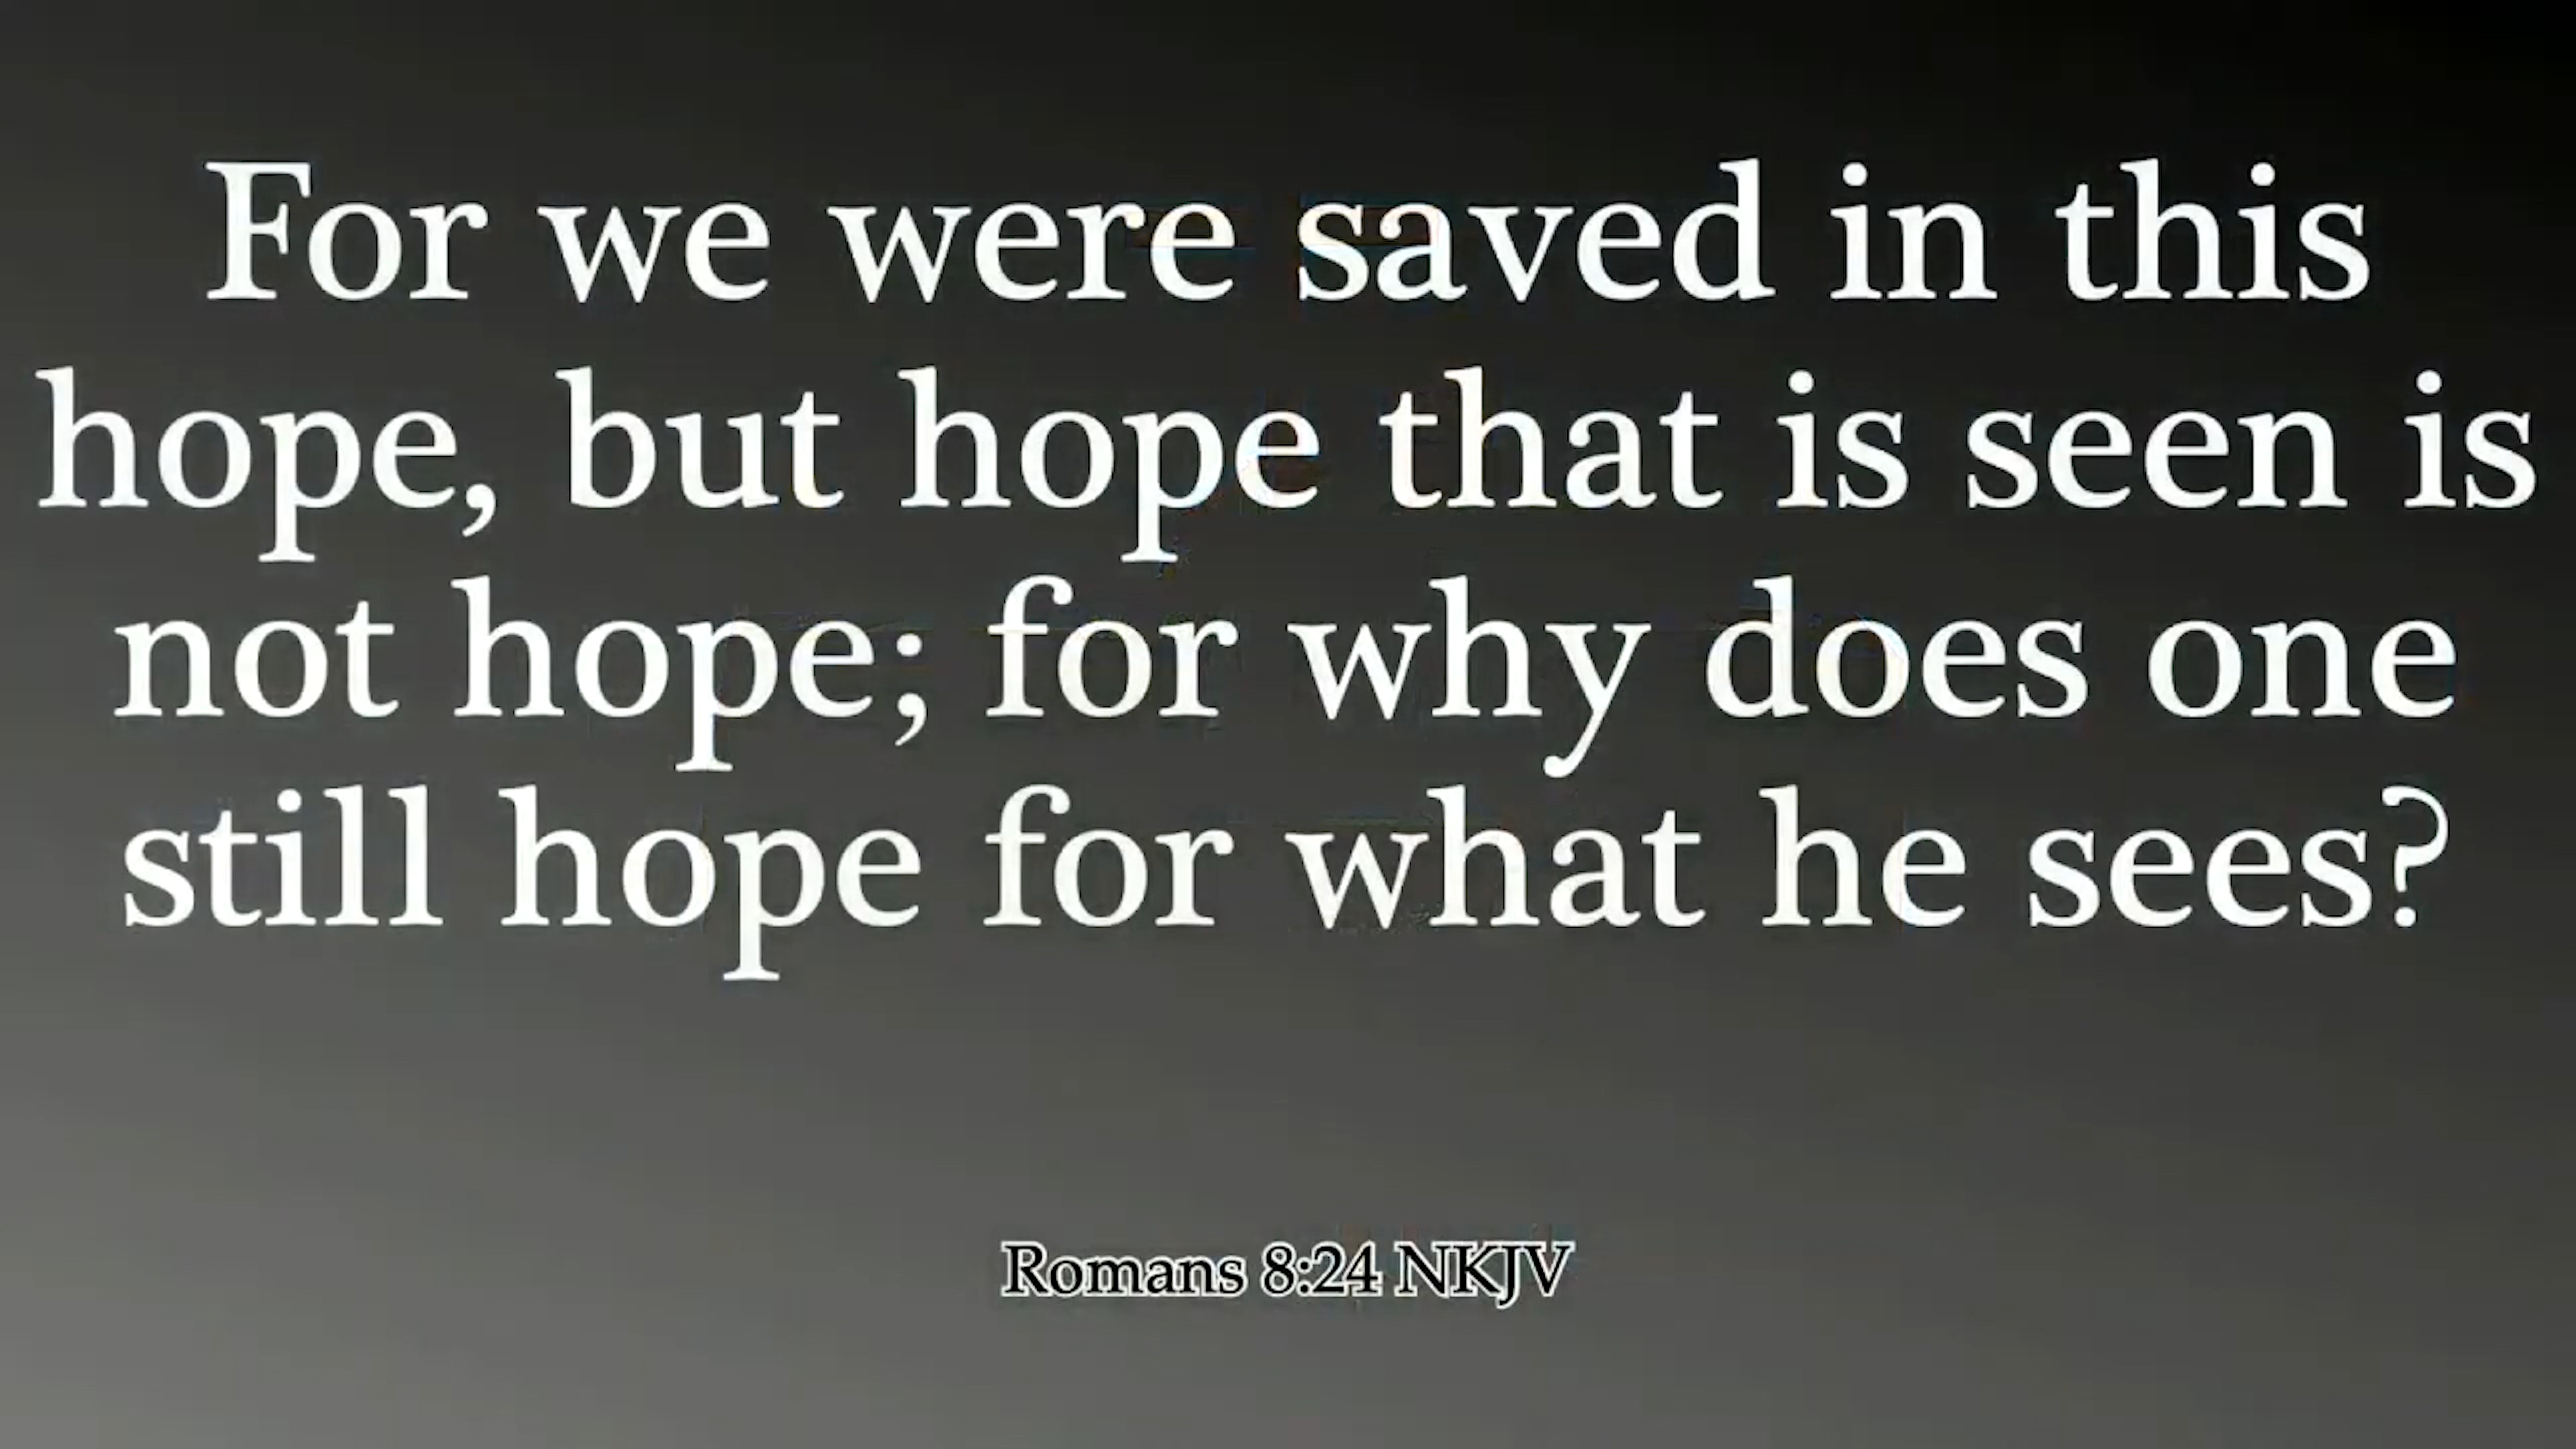 For we were saved in this
hope, but hope that is seen is
not hope; for why does one
still hope for what he sees?
Romans 8:24 NKJV